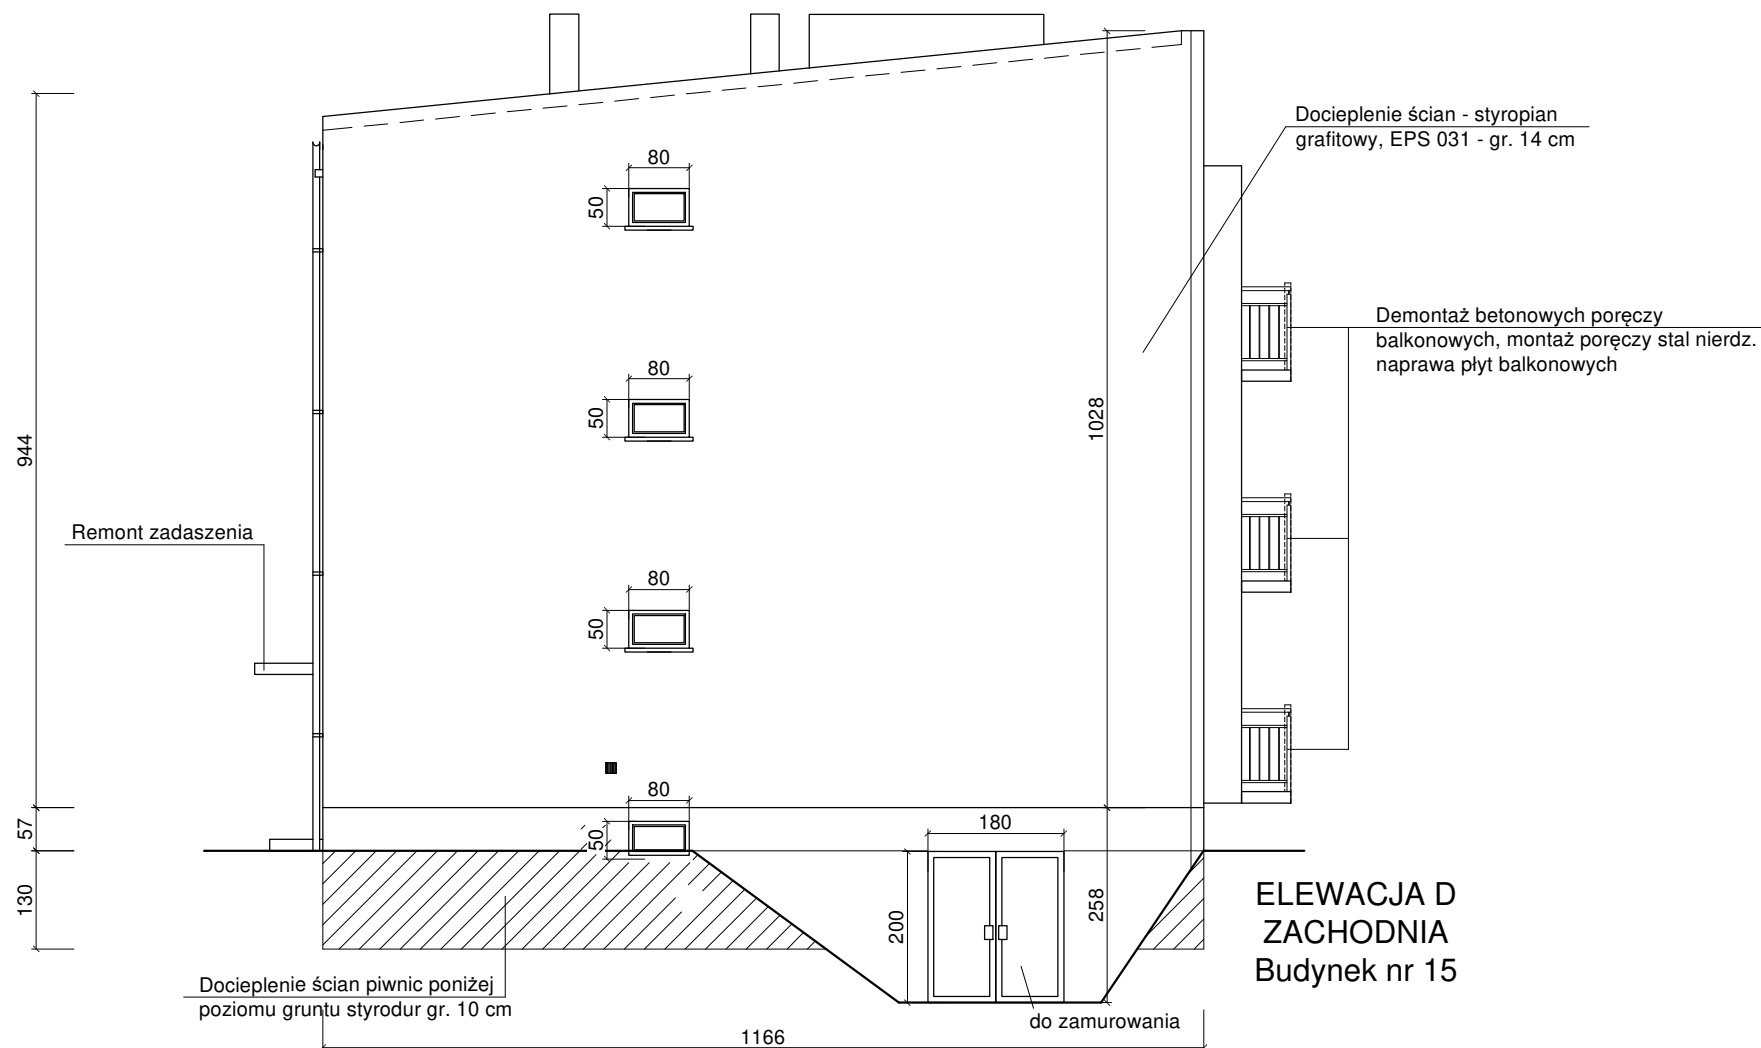 Docieplenie ścian - styropian
grafitowy, EPS 031 - gr. 14 cm
80
50
Demontaż betonowych poręczy
balkonowych, montaż poręczy stal nierdz.
naprawa płyt balkonowych
80
50
1028
944
Remont zadaszenia
80
50
80
50
57
180
130
200
258
ELEWACJA D
ZACHODNIA
Budynek nr 15
Docieplenie ścian piwnic poniżej
poziomu gruntu styrodur gr. 10 cm
do zamurowania
1166